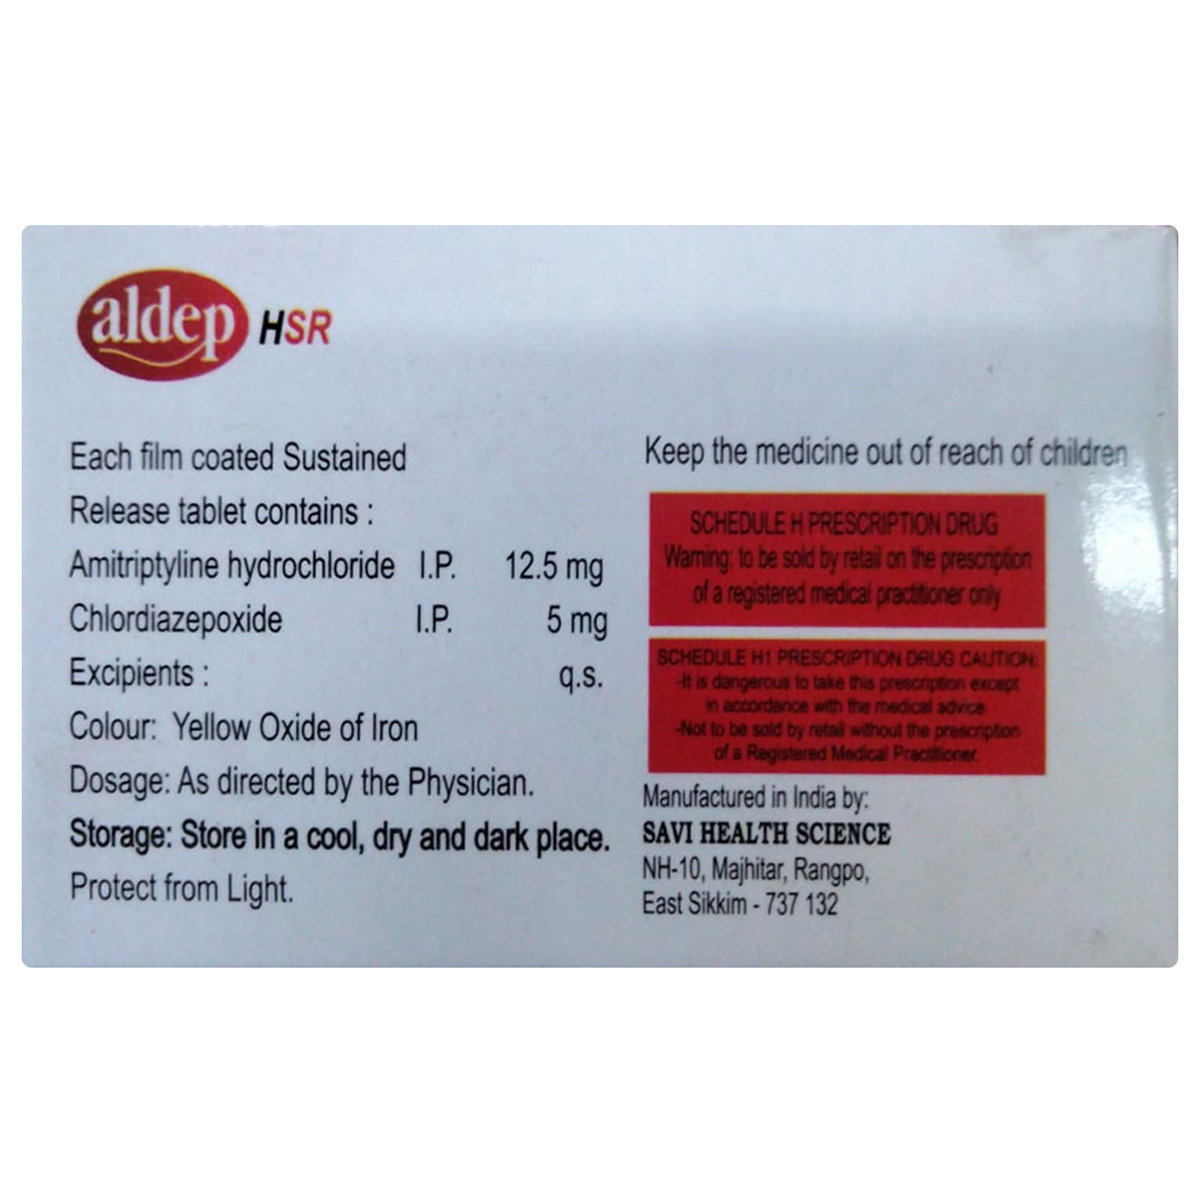 aldep HSR
Each film coated Sustained
Release tablet contains :
Amitriptyline hydrochloride I.P. 12.5 mg
Chlordiazepoxide I.P. 5 mg
Excipients : q.s.
Colour: Yellow Oxide of Iron
Dosage: As directed by the Physician.
Storage: Store in a cool, dry and dark place.
Protect from Light.
Keep the medicine out of reach of children
SCHEDULE H PRESCRIPTION DRUG
Warning: to be sold by retail on the prescription
of a registered medical practitioner only
SCHEDULE H1 PRESCRIPTION DRUG CAUTION:
-It is dangerous to take this prescription except
in accordance with the medical advice.
-Not to be sold by retail without the prescription
of a Registered Medical Practitioner.
Manufactured in India by:
SAVI HEALTH SCIENCE
NH-10, Majhitar, Rangpo,
East Sikkim - 737 132